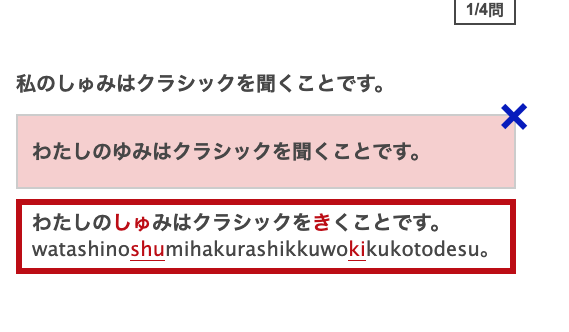 1/4問
私のしゅみはクラシックを聞くことです。
わたしのゆみはクラシックを聞くことです。
わたしのしゅみはクラシックをきくことです。
watashinoshumihakurashikkuwokikukotodesu。